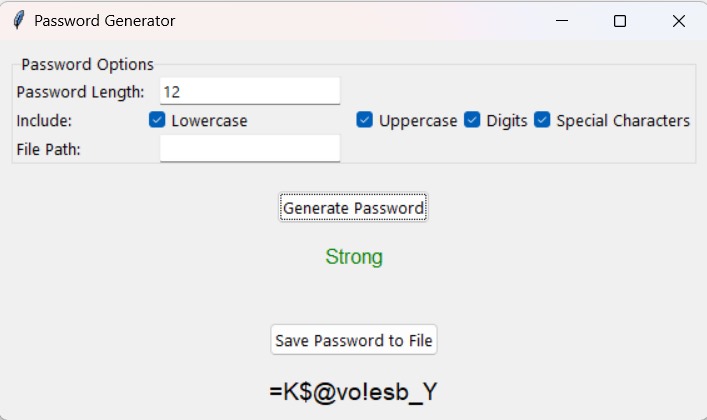 Password Generator
Password Options
Password Length: 12
Include: Lowercase Uppercase Digits Special Characters
File Path:
Generate Password
Strong
Save Password to File
=K$@vo!esb_Y